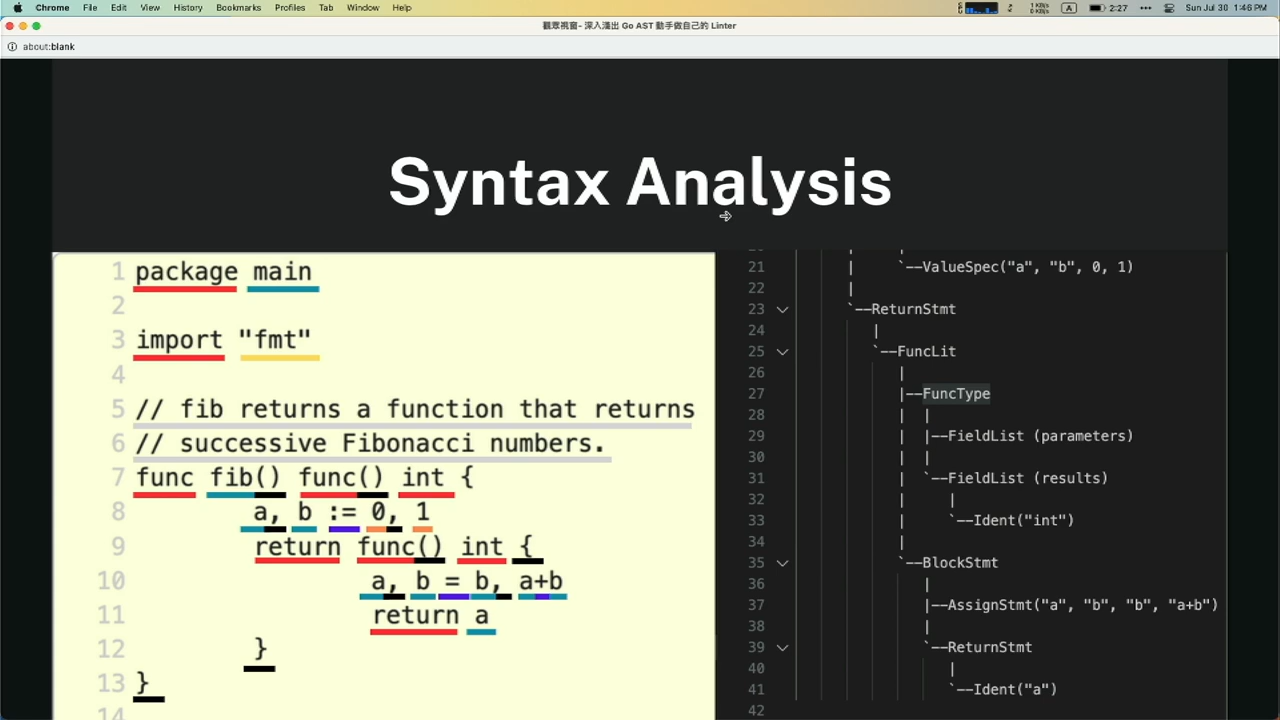 Chrome File Edit View History Bookmarks Profiles Tab Window Help
1 KB/s
0 KB/s
A
2:27
Sun Jul 30 1:46 PM
觀眾視窗- 深入淺出 Go AST 動手做自己的 Linter
about:blank
Syntax Analysis
1 package main
2
3 import "fmt"
4
5 // fib returns a function that returns
6 // successive Fibonacci numbers.
7 func fib() func() int {
8 a, b := 0, 1
9 return func() int {
10 a, b = b, a+b
11 return a
12 }
13 }
14
21 | `--ValueSpec("a", "b", 0, 1)
22 |
23 `--ReturnStmt
24 |
25 `--FuncLit
26 |
27 |--FuncType
28 | |
29 | |--FieldList (parameters)
30 | |
31 | `--FieldList (results)
32 | |
33 | `--Ident("int")
34 |
35 `--BlockStmt
36 |
37 |--AssignStmt("a", "b", "b", "a+b")
38 |
39 `--ReturnStmt
40 |
41 `--Ident("a")
42